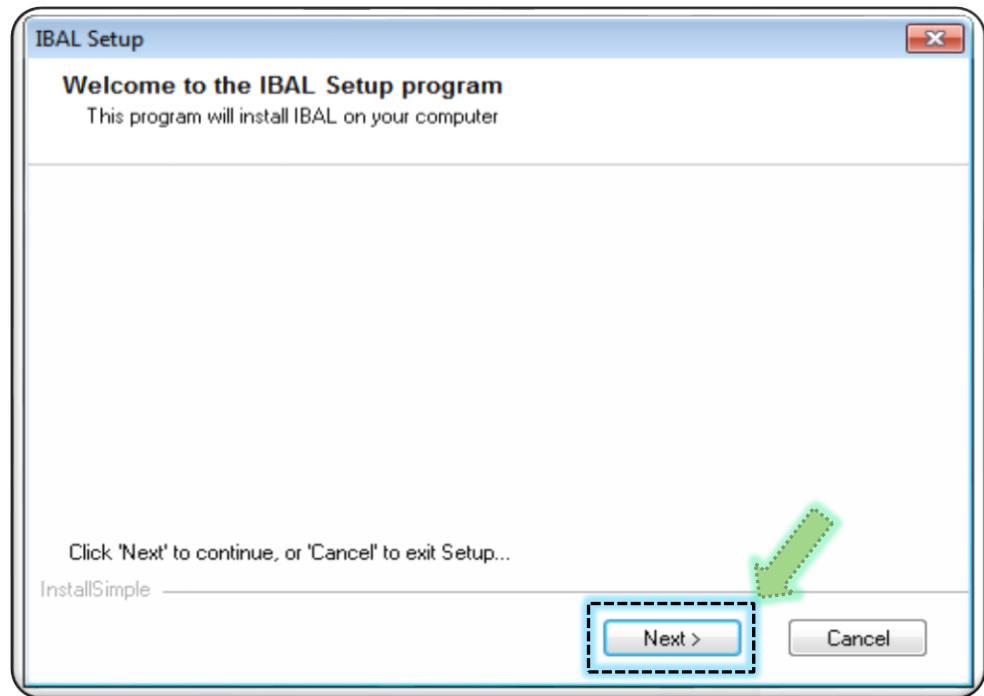 IBAL Setup
Welcome to the IBAL Setup program
This program will install IBAL on your computer
Click 'Next' to continue, or 'Cancel' to exit Setup...
InstallSimple
Next >
Cancel